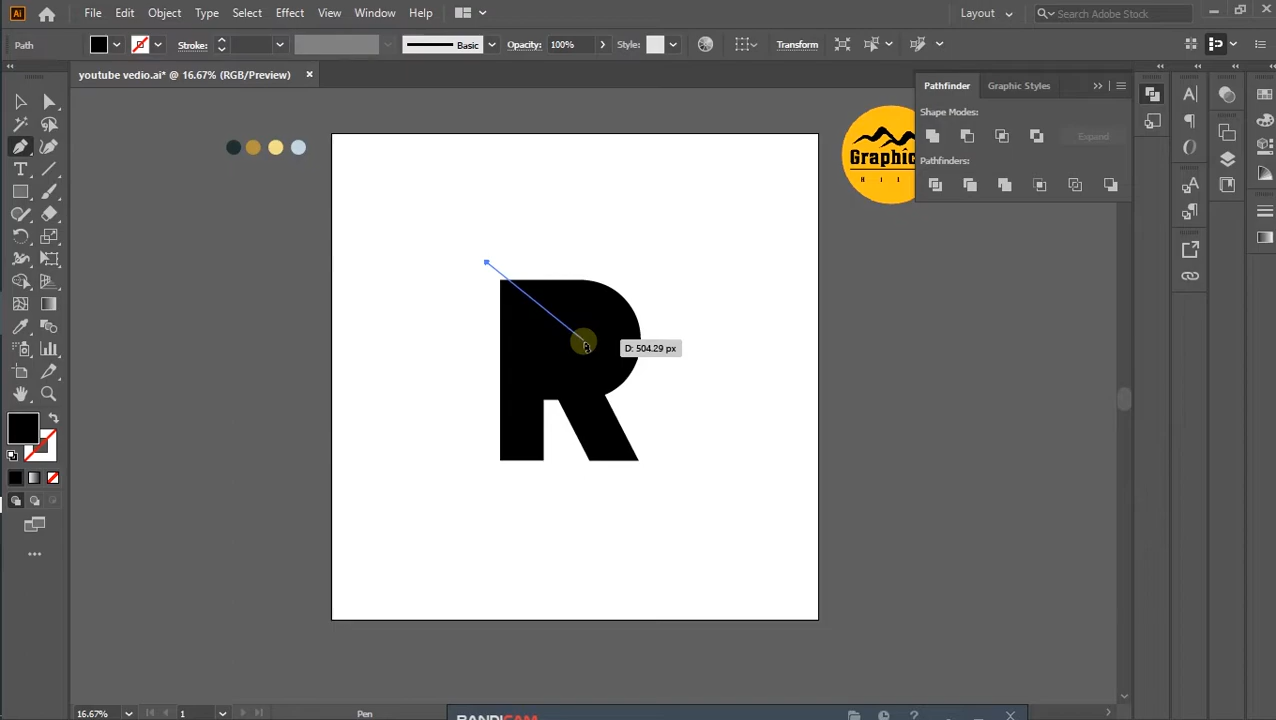 Ai File Edit Object Type Select Effect View Window Help Layout Search Adobe Stock
Path Stroke: Basic Opacity: 100% Style: Transform
youtube vedio.ai* @ 16.67% (RGB/Preview)
Pathfinder Graphic Styles
Shape Modes:
Expand
Pathfinders:
Graphic
H I L
R
D: 504.29 px
16.67% 1 Pen
BANDICAM